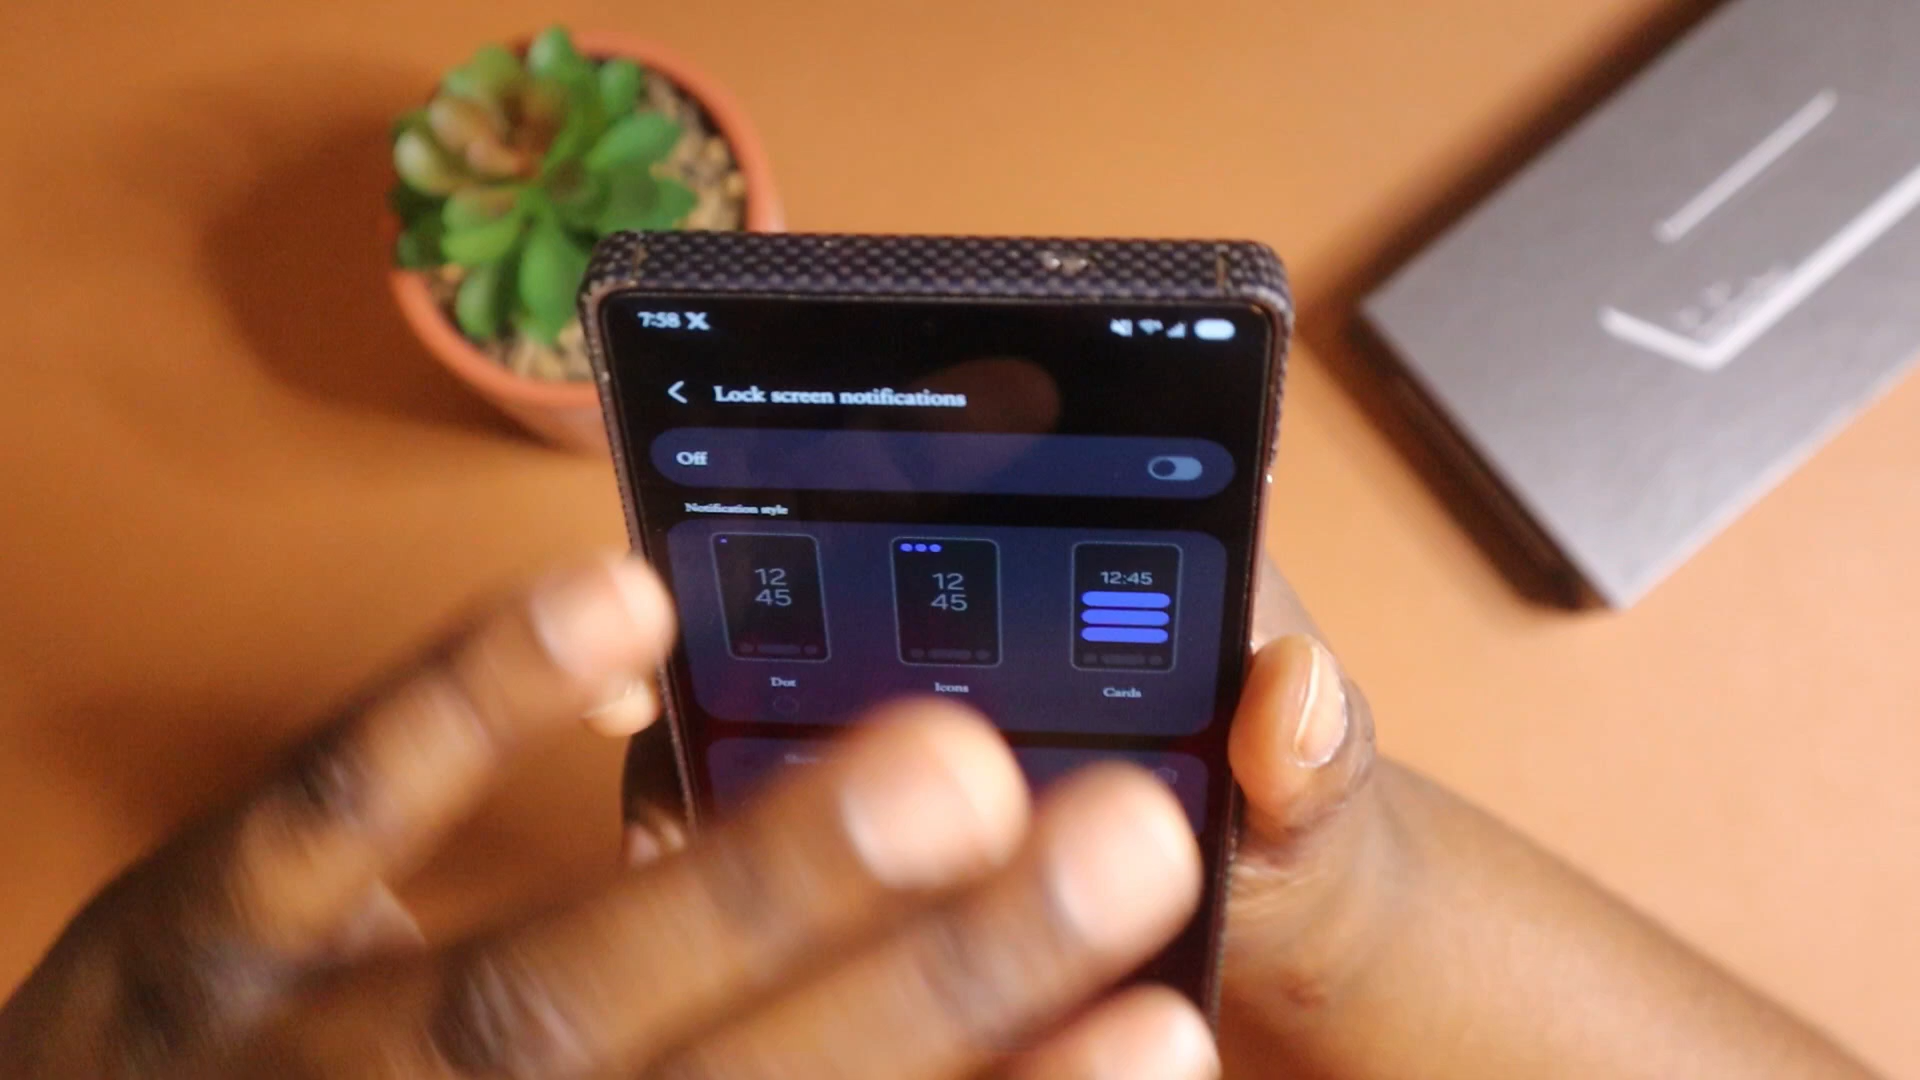 7:58 X
Lock screen notifications
Off
Notification style
12
45
12
45
12:45
Dot
Icons
Cards